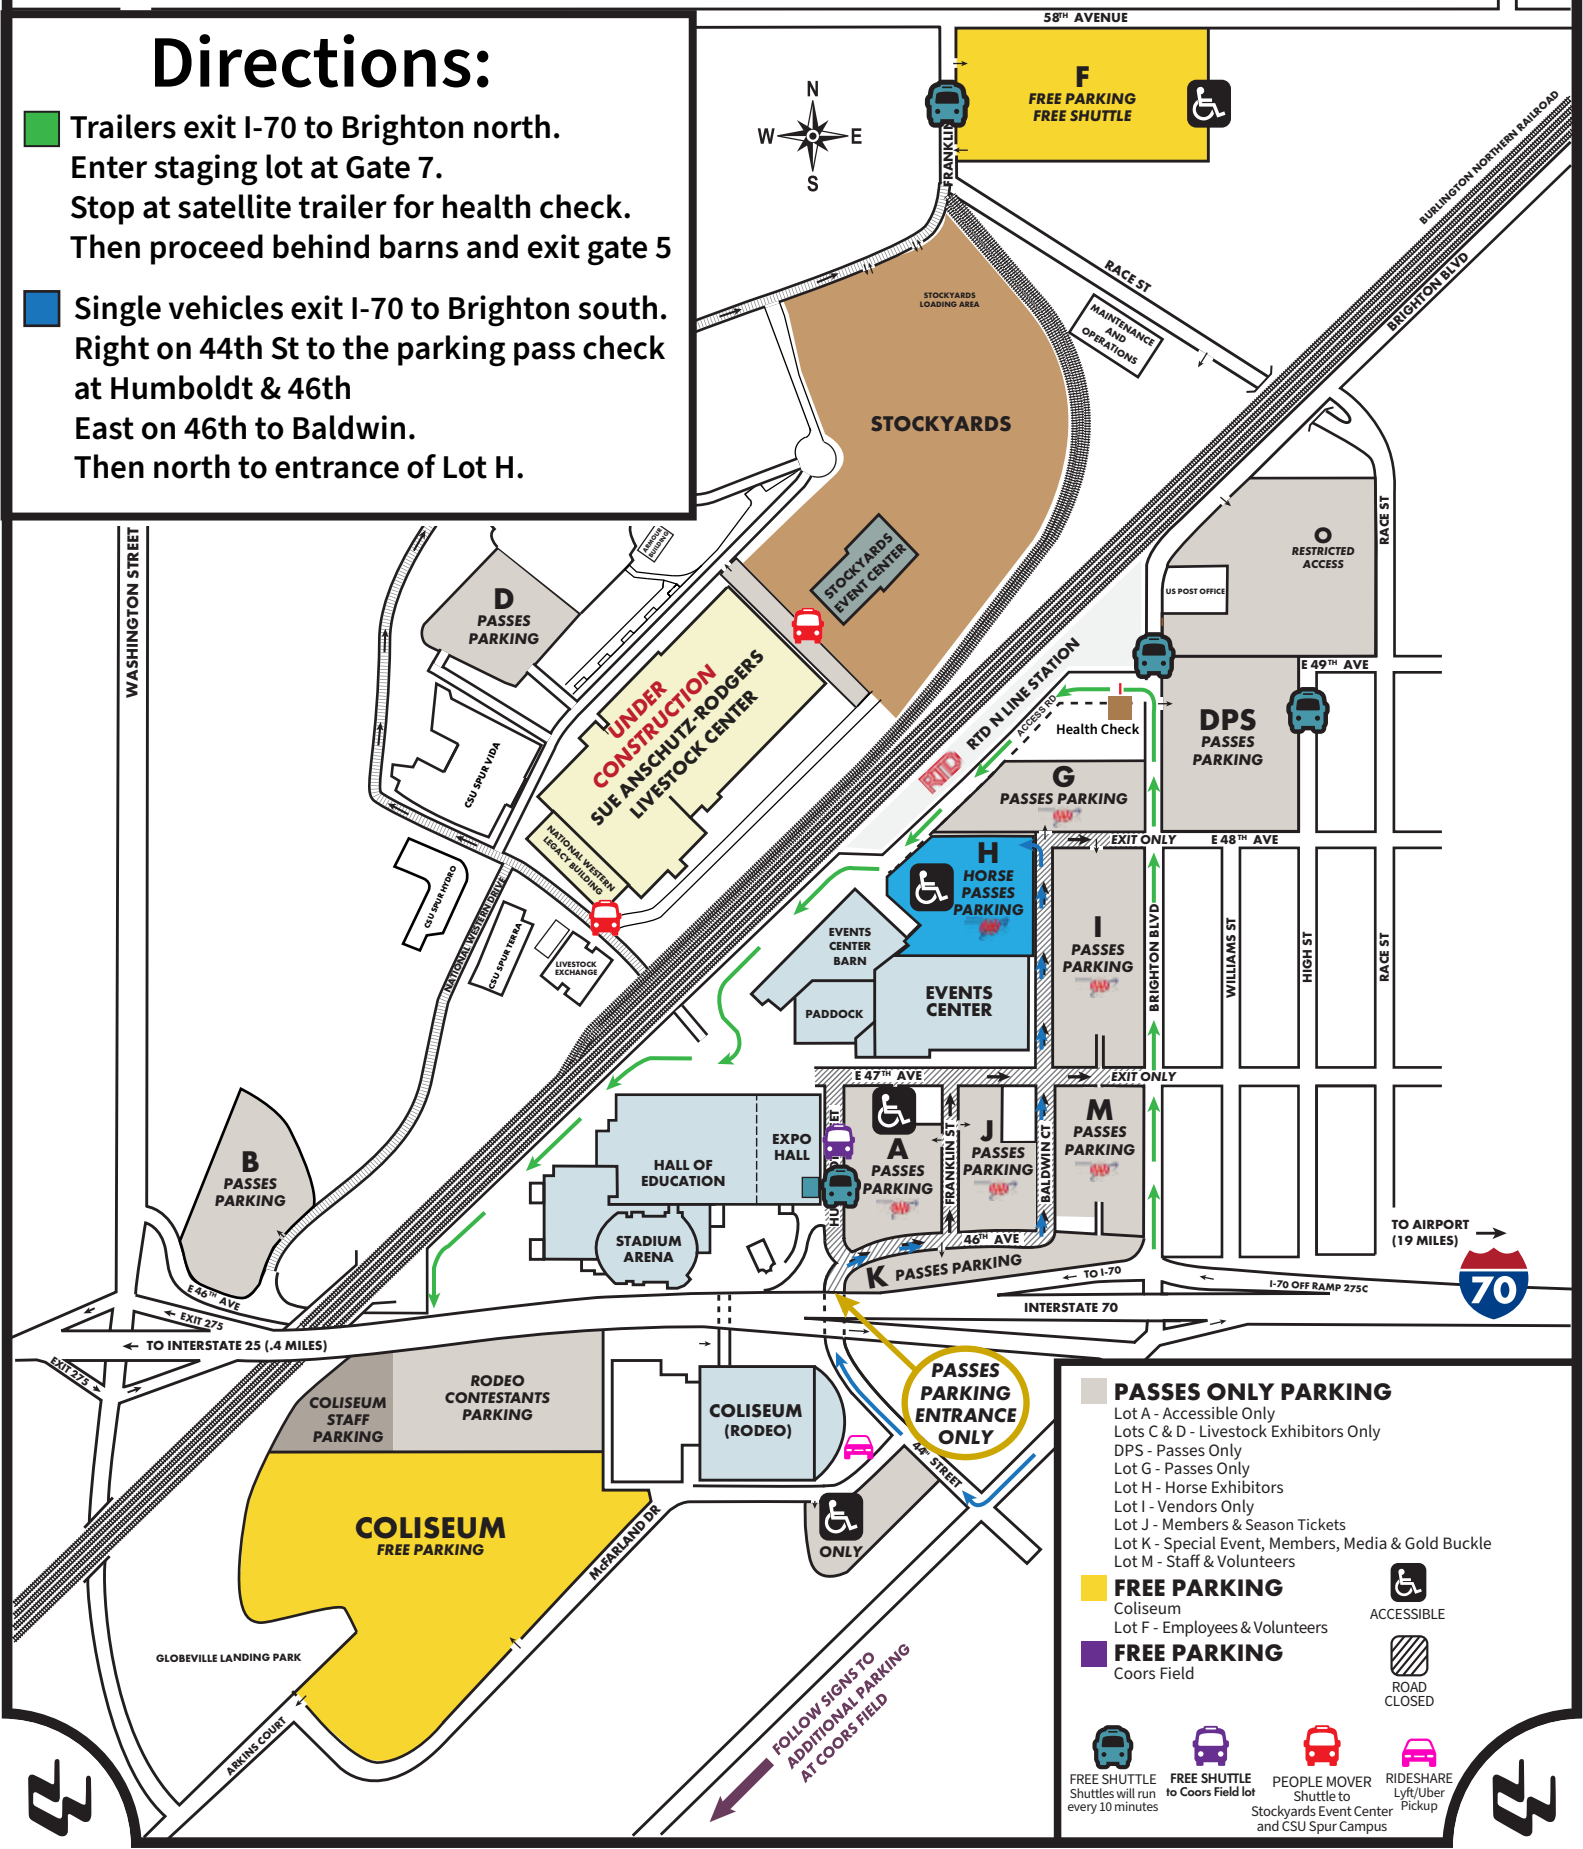 58TH AVENUE
Directions:
Trailers exit I-70 to Brighton north.
Enter staging lot at Gate 7.
Stop at satellite trailer for health check.
Then proceed behind barns and exit gate 5
Single vehicles exit I-70 to Brighton south.
Right on 44th St to the parking pass check
at Humboldt & 46th
East on 46th to Baldwin.
Then north to entrance of Lot H.
N
W
E
S
F
FREE PARKING
FREE SHUTTLE
FRANKLIN
BURLINGTON NORTHERN RAILROAD
BRIGHTON BLVD
RACE ST
STOCKYARDS
LOADING AREA
MAINTENANCE
AND
OPERATIONS
STOCKYARDS
STOCKYARDS
EVENT CENTER
ARMOUR
BUILDING
WASHINGTON STREET
D
PASSES
PARKING
O
RESTRICTED
ACCESS
RACE ST
US POST OFFICE
E 49TH AVE
UNDER
CONSTRUCTION
SUE ANSCHUTZ-RODGERS
LIVESTOCK CENTER
NATIONAL WESTERN
LEGACY BUILDING
RTD N LINE STATION
RTD
ACCESS RD
Health Check
DPS
PASSES
PARKING
G
PASSES PARKING
EXIT ONLY
E 48TH AVE
CSU SPUR VIDA
CSU SPUR HYDRO
NATIONAL WESTERN DRIVE
CSU SPUR TERRA
LIVESTOCK
EXCHANGE
H
HORSE
PASSES
PARKING
I
PASSES
PARKING
EVENTS
CENTER
BARN
PADDOCK
EVENTS
CENTER
BRIGHTON BLVD
WILLIAMS ST
HIGH ST
RACE ST
E 47TH AVE
EXIT ONLY
B
PASSES
PARKING
HALL OF
EDUCATION
EXPO
HALL
STADIUM
ARENA
A
PASSES
PARKING
FRANKLIN ST
J
PASSES
PARKING
BALDWIN CT
M
PASSES
PARKING
46TH AVE
K PASSES PARKING
TO AIRPORT
(19 MILES)
70
E 46TH AVE
EXIT 275
TO I-70
I-70 OFF RAMP 275C
INTERSTATE 70
TO INTERSTATE 25 (.4 MILES)
EXIT 275
COLISEUM
STAFF
PARKING
RODEO
CONTESTANTS
PARKING
COLISEUM
(RODEO)
PASSES
PARKING
ENTRANCE
ONLY
44TH STREET
ONLY
COLISEUM
FREE PARKING
McFARLAND DR
GLOBEVILLE LANDING PARK
ARKINS COURT
FOLLOW SIGNS TO
ADDITIONAL PARKING
AT COORS FIELD
PASSES ONLY PARKING
Lot A - Accessible Only
Lots C & D - Livestock Exhibitors Only
DPS - Passes Only
Lot G - Passes Only
Lot H - Horse Exhibitors
Lot I - Vendors Only
Lot J - Members & Season Tickets
Lot K - Special Event, Members, Media & Gold Buckle
Lot M - Staff & Volunteers
FREE PARKING
Coliseum
Lot F - Employees & Volunteers
FREE PARKING
Coors Field
ACCESSIBLE
ROAD
CLOSED
FREE SHUTTLE
Shuttles will run
every 10 minutes
FREE SHUTTLE
to Coors Field lot
PEOPLE MOVER
Shuttle to
Stockyards Event Center
and CSU Spur Campus
RIDESHARE
Lyft/Uber
Pickup